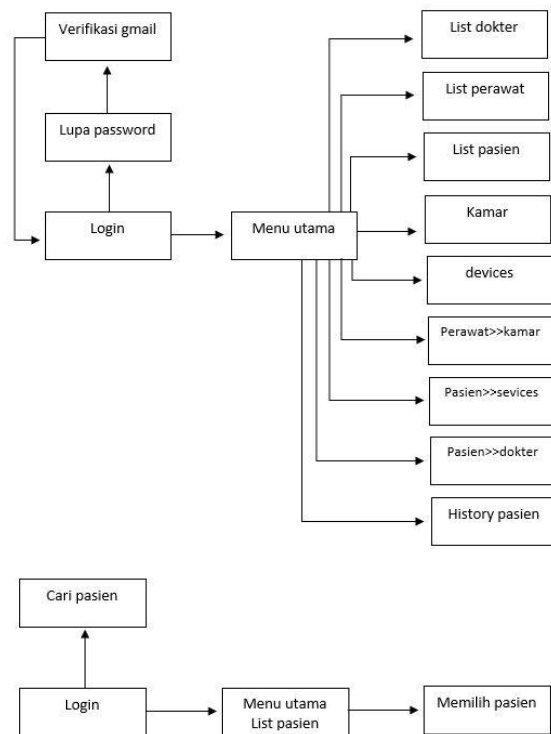 Verifikasi gmail
Lupa password
Login
Menu utama
List dokter
List perawat
List pasien
Kamar
devices
Perawat>>kamar
Pasien>>sevices
Pasien>>dokter
History pasien
Cari pasien
Login
Menu utama
List pasien
Memilih pasien